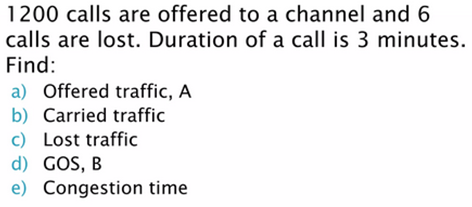 1200 calls are offered to a channel and 6
calls are lost. Duration of a call is 3 minutes.
Find:
a) Offered traffic, A
b) Carried traffic
c) Lost traffic
d) GOS, B
e) Congestion time